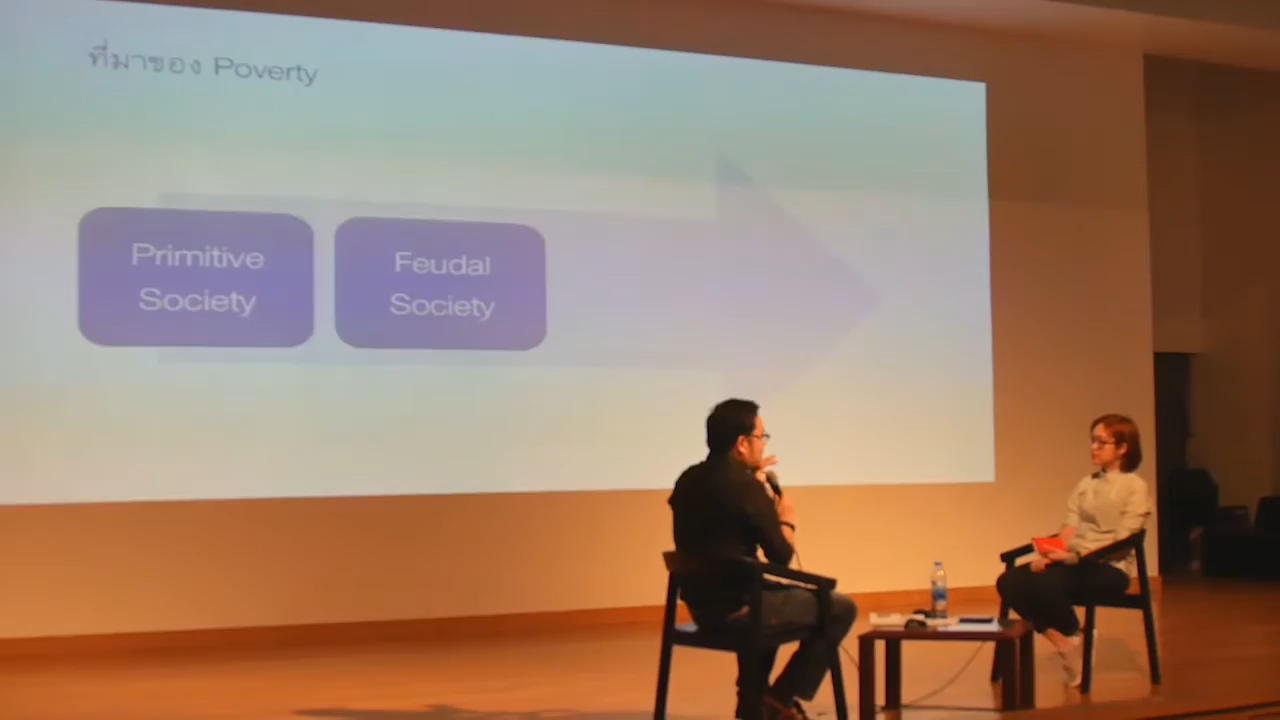 ที่มาของ Poverty
Primitive
Society
Feudal
Society